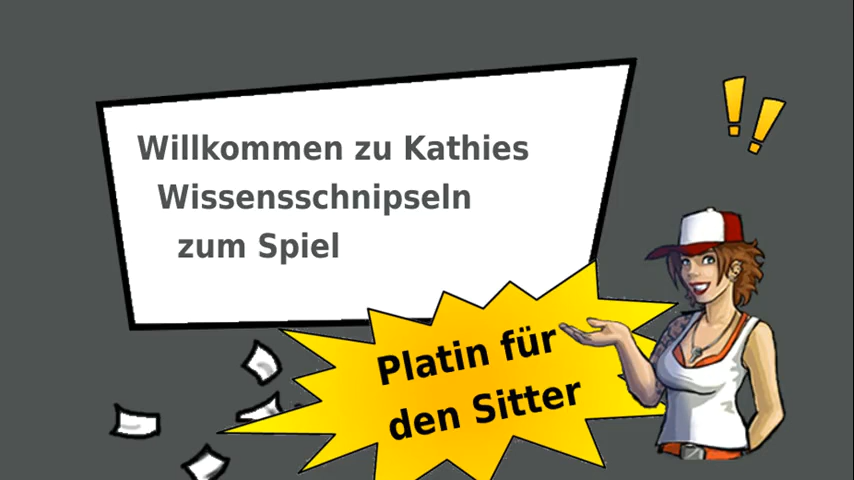 Willkommen zu Kathies
Wissensschnipseln
zum Spiel
Platin für
den Sitter